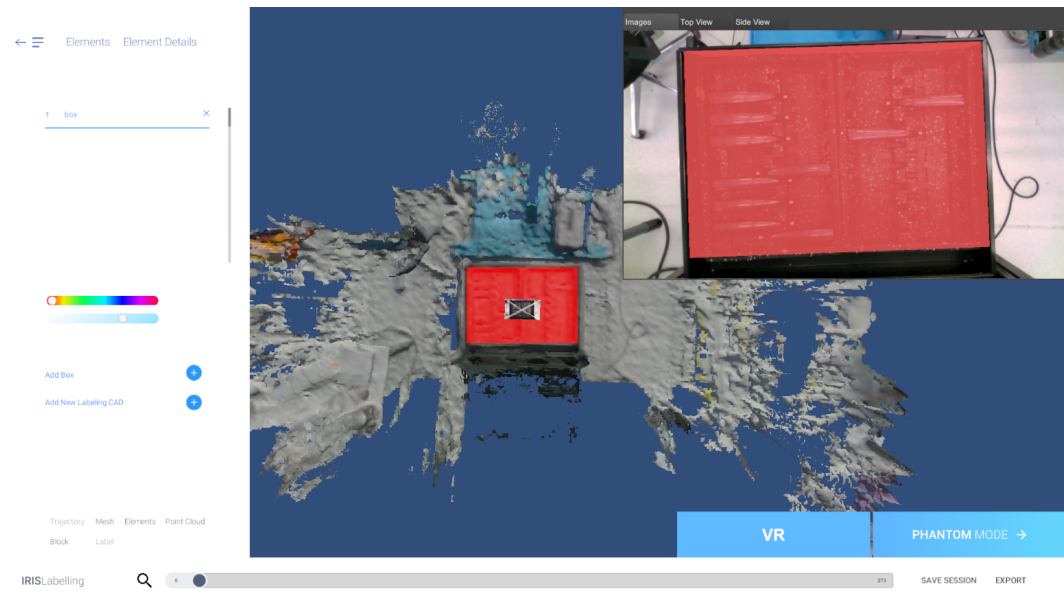 Elements Element Details
1 box
Add Box
Add New Labeling CAD
Trajectory Mesh Elements Point Cloud
Block Label
Images Top View Side View
VR
PHANTOM MODE
IRISLabelling
SAVE SESSION EXPORT